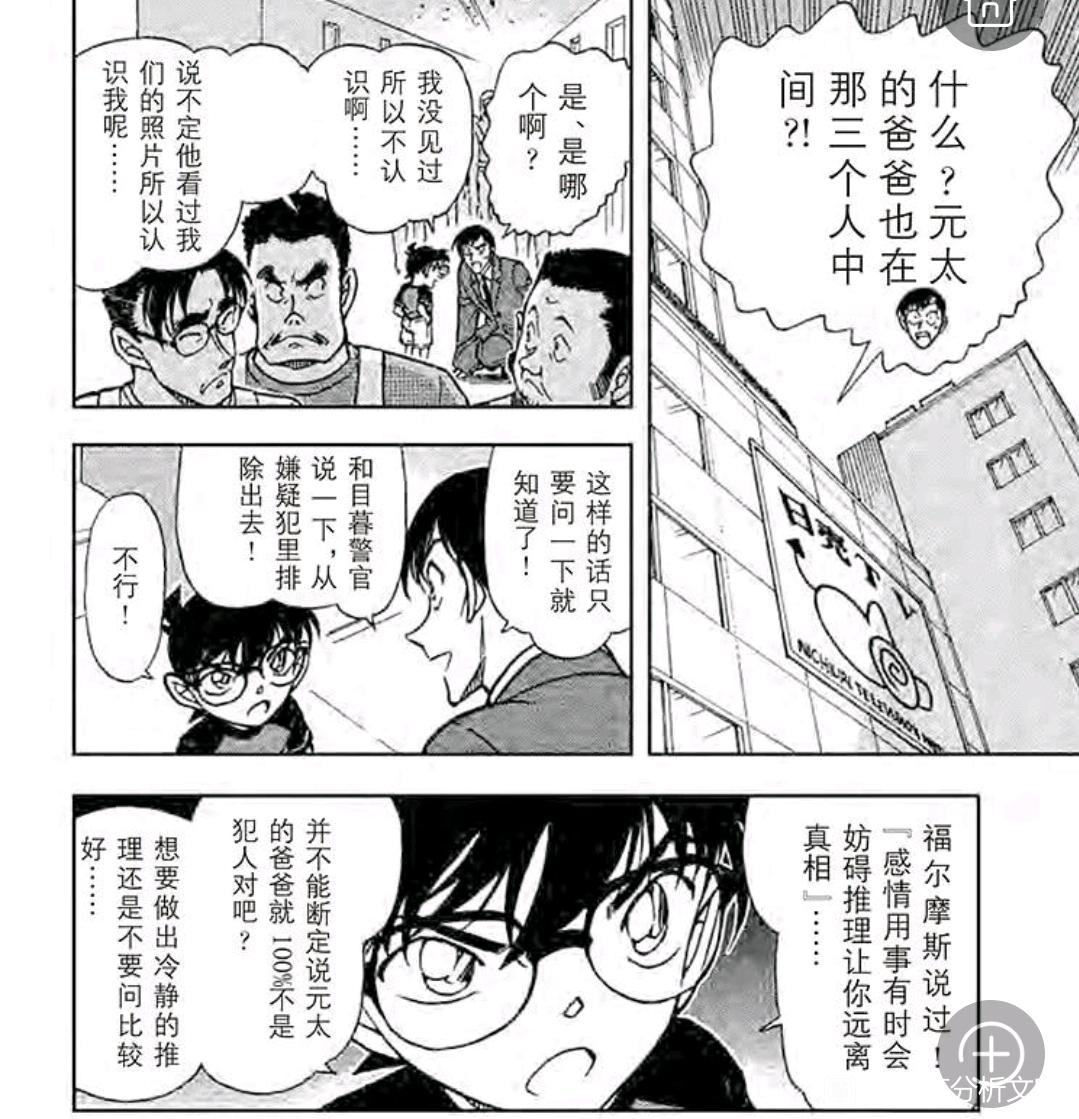 什么？元太
的爸爸也在
那三个人中
间?!
是、是哪
个啊？
我没见过
所以不认
识啊……
说不定他看过我
们的照片所以认
识我呢……
日売TV
这样的话只
要问一下就
知道了！
和目暮警官
说一下，从
嫌疑犯里排
除出去！
不行！
福尔摩斯说过！
『感情用事有时会
妨碍推理让你远离
真相』……
并不能断定说元太
的爸爸就100%不是
犯人对吧？
想要做出冷静的推
理还是不要问比较
好……
分析文